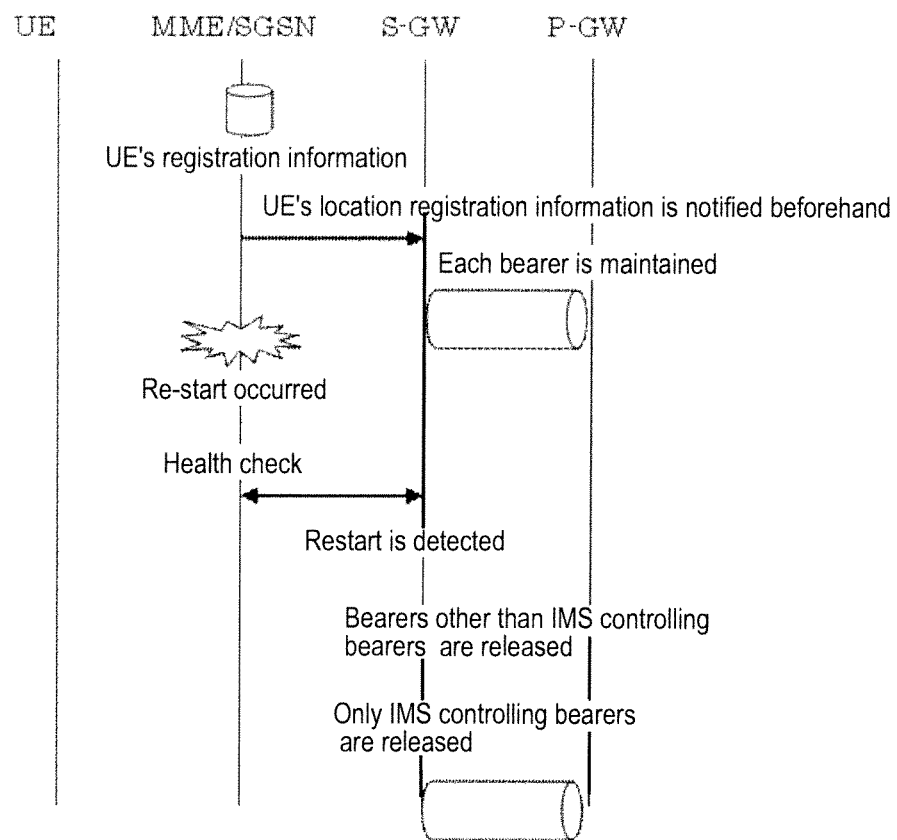 UE MME/SGSN S-GW P-GW
UE's registration information
UE's location registration information is notified beforehand
Each bearer is maintained
Re-start occurred
Health check
Restart is detected
Bearers other than IMS controlling
bearers are released
Only IMS controlling bearers
are released